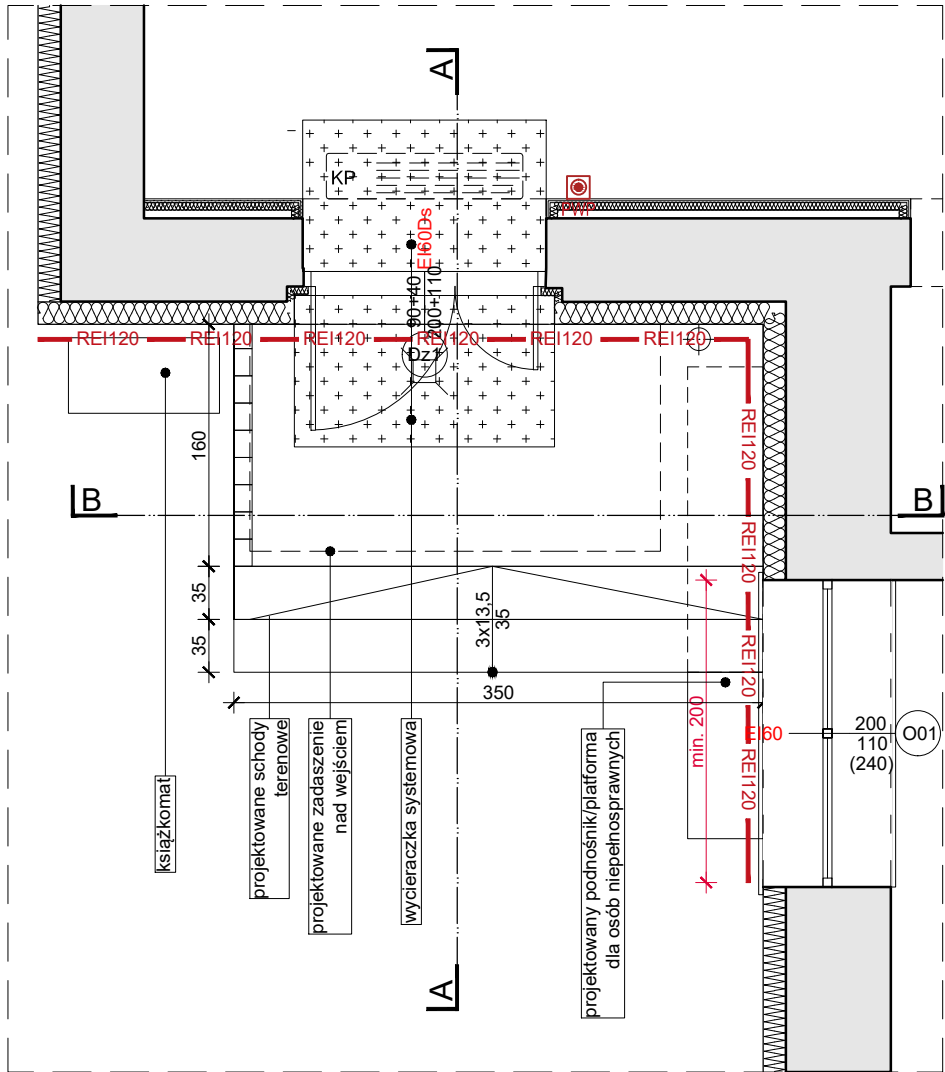 A
KP
PWP
EI60Ds
90+40
200+110
Dz1
REI120
REI120
REI120
REI120
REI120
REI120
160
35
35
B
B
REI120
REI120
REI120
REI120
3x13,5
35
350
min. 200
EI60
200
110
(240)
O01
książkomat
projektowane schody
terenowe
projektowane zadaszenie
nad wejściem
wycieraczka systemowa
projektowany podnośnik/platforma
dla osób niepełnosprawnych
A